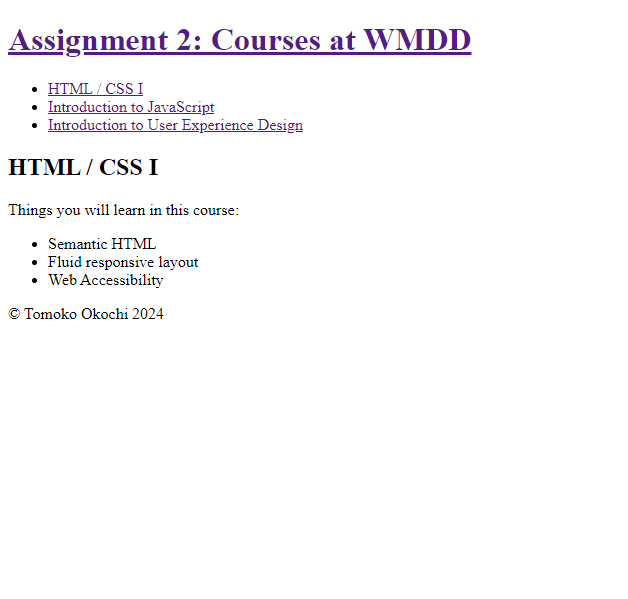 Assignment 2: Courses at WMDD
HTML / CSS I
Introduction to JavaScript
Introduction to User Experience Design
HTML / CSS I
Things you will learn in this course:
Semantic HTML
Fluid responsive layout
Web Accessibility
© Tomoko Okochi 2024